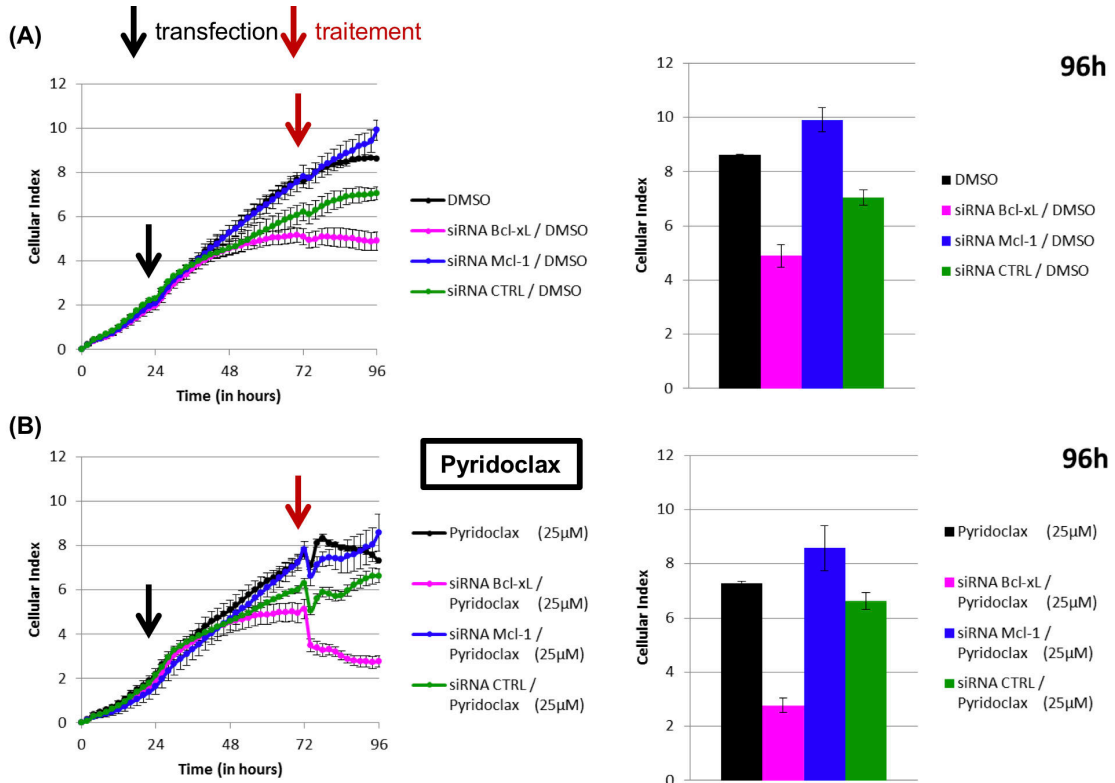 (A)
transfection
traitement
12
10
8
6
4
2
0
Cellular Index
0
24
48
72
96
Time (in hours)
DMSO
siRNA Bcl-xL / DMSO
siRNA Mcl-1 / DMSO
siRNA CTRL / DMSO
96h
12
10
8
6
4
2
0
Cellular Index
DMSO
siRNA Bcl-xL / DMSO
siRNA Mcl-1 / DMSO
siRNA CTRL / DMSO
(B)
Pyridoclax
12
10
8
6
4
2
0
Cellular Index
0
24
48
72
96
Time (in hours)
Pyridoclax (25µM)
siRNA Bcl-xL /
Pyridoclax (25µM)
siRNA Mcl-1 /
Pyridoclax (25µM)
siRNA CTRL /
Pyridoclax (25µM)
96h
12
10
8
6
4
2
0
Cellular Index
Pyridoclax (25µM)
siRNA Bcl-xL /
Pyridoclax (25µM)
siRNA Mcl-1 /
Pyridoclax (25µM)
siRNA CTRL /
Pyridoclax (25µM)